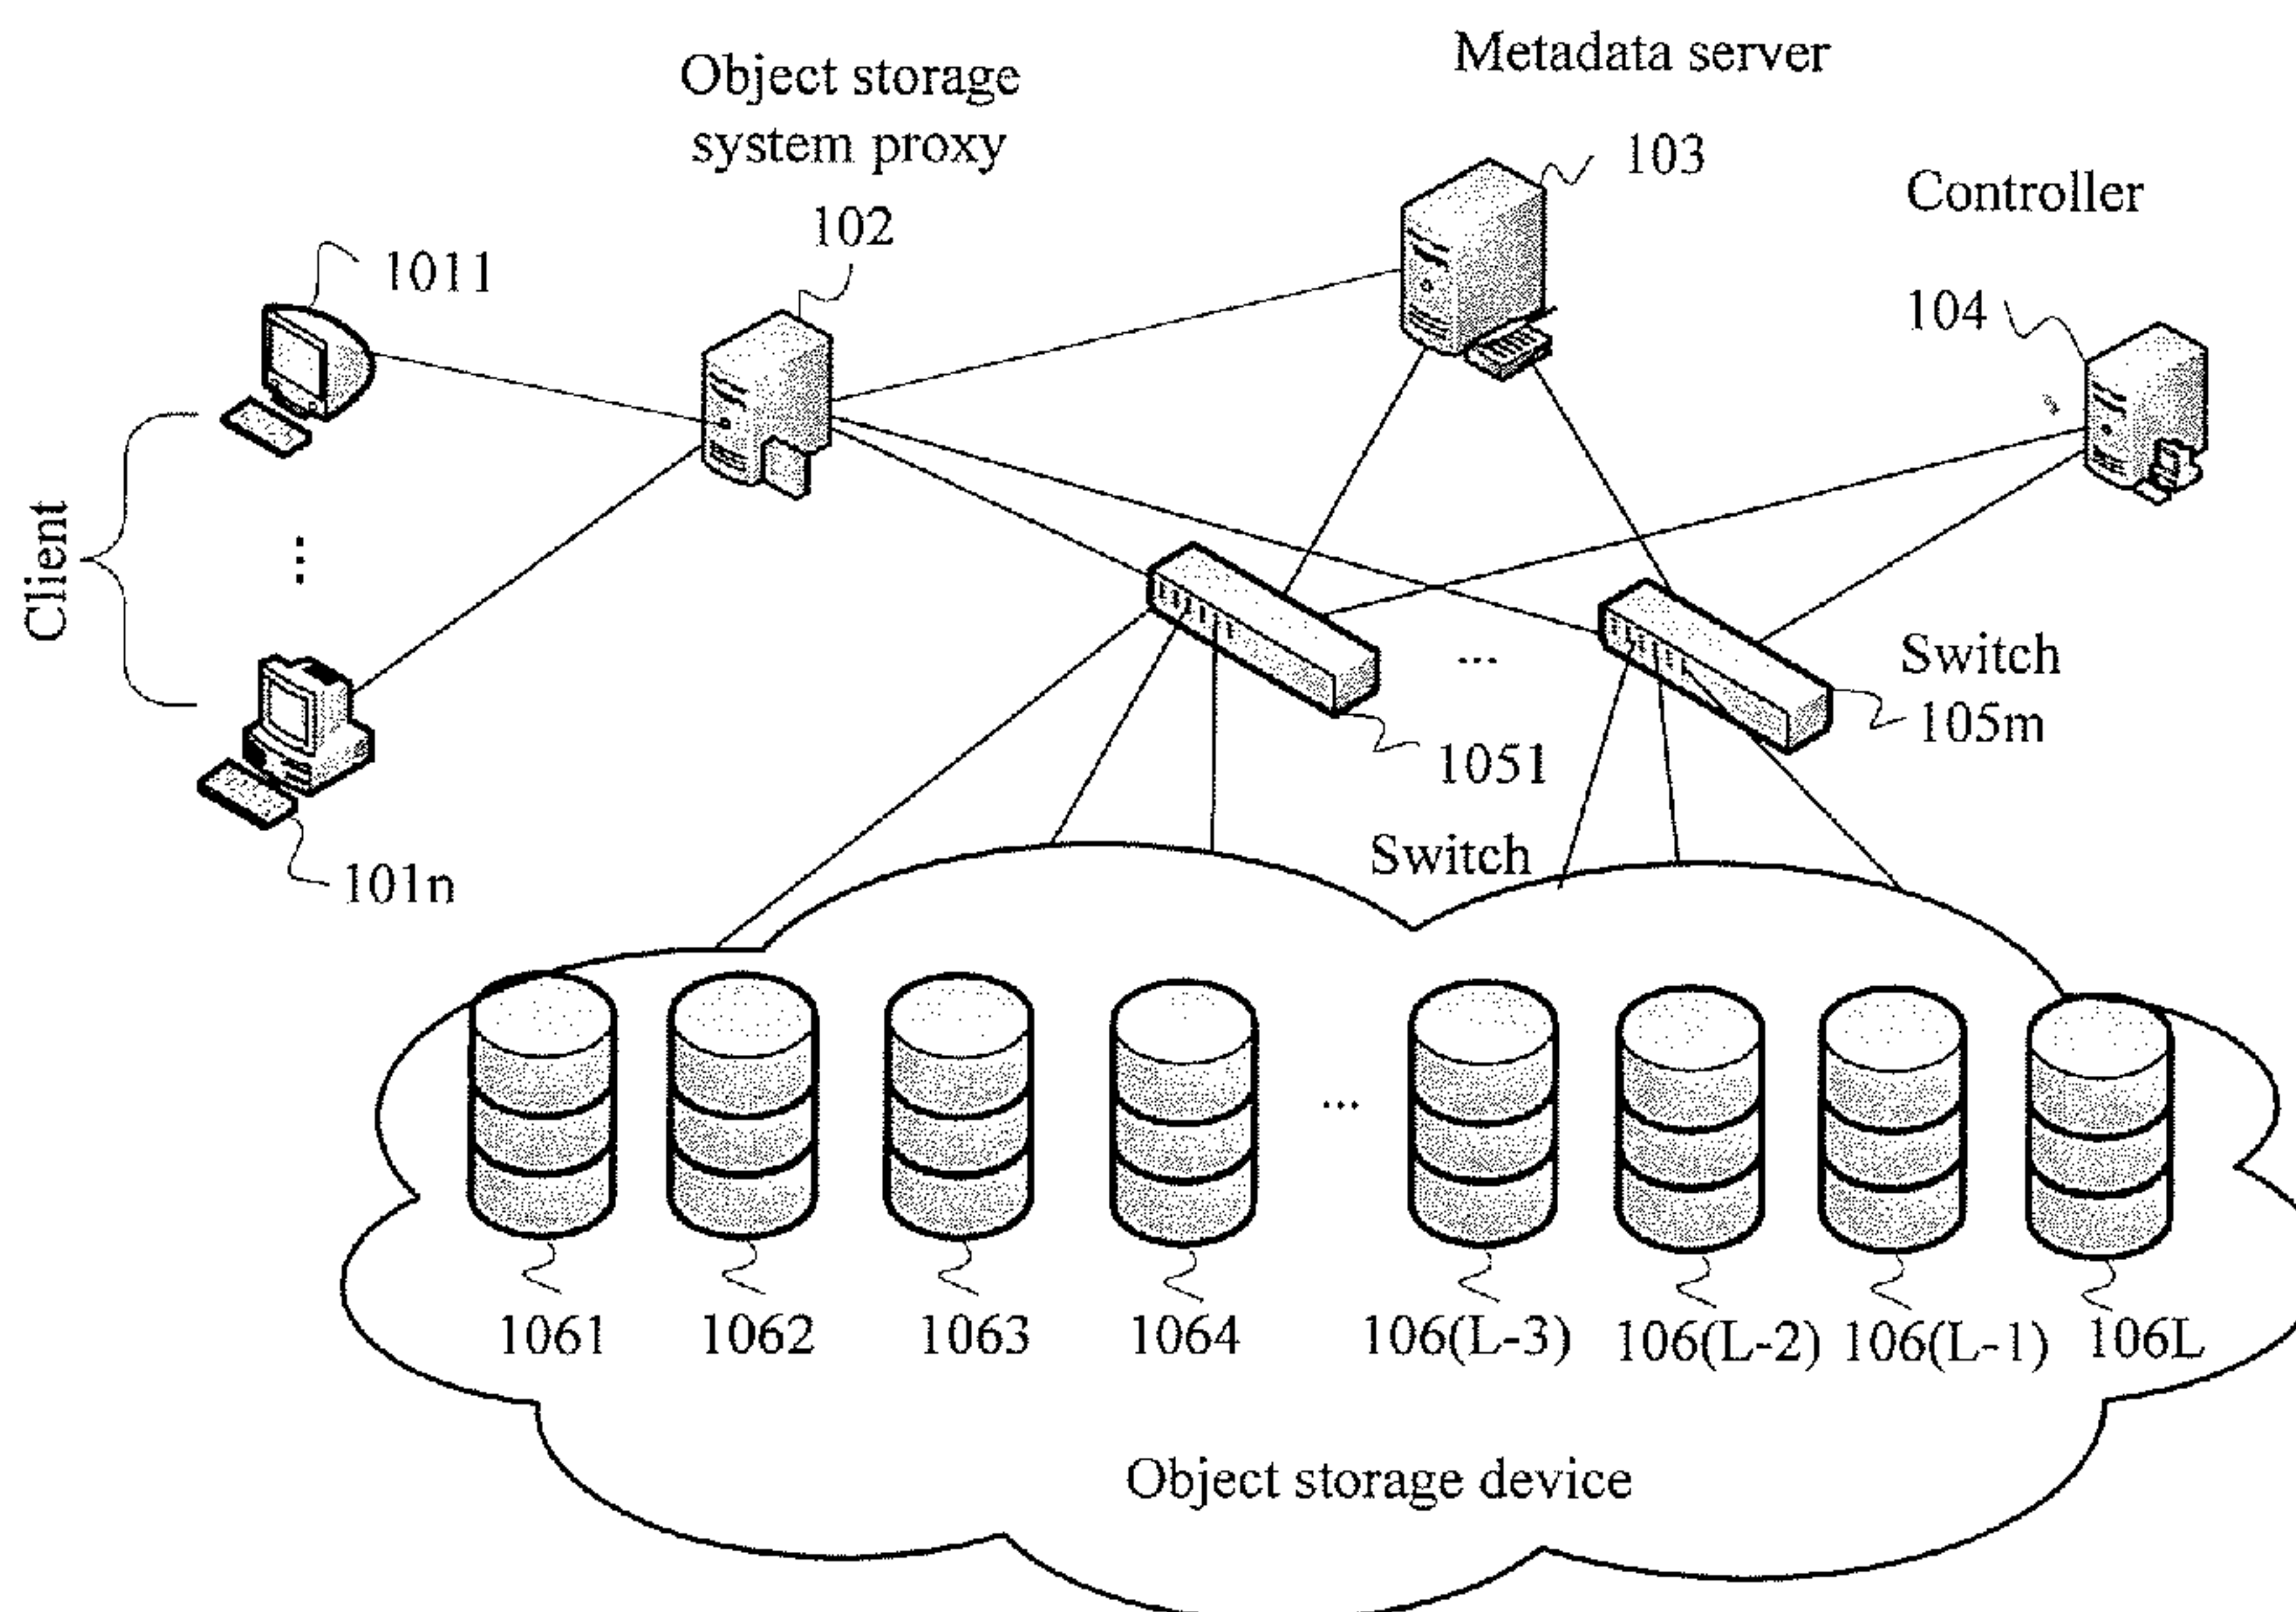 Metadata server
Object storage
system proxy
103
Controller
102
1011
104
Client
...
Switch
...
105m
1051
Switch
101n
...
1061
1062
1063
1064
106(L-3)
106(L-2)
106(L-1)
106L
Object storage device